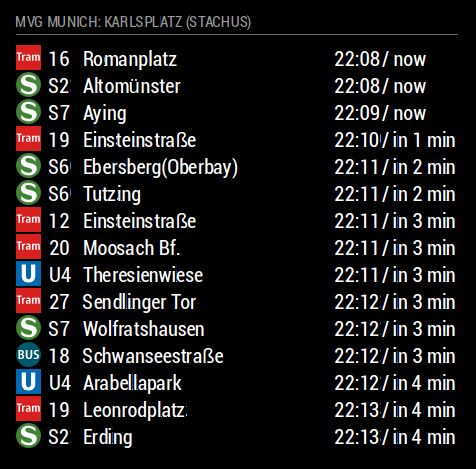 MVG MUNICH: KARLSPLATZ (STACHUS)
Tram 16 Romanplatz 22:08 / now
S S2 Altomünster 22:08 / now
S S7 Aying 22:09 / now
Tram 19 Einsteinstraße 22:10 / in 1 min
S S6 Ebersberg(Oberbay) 22:11 / in 2 min
S S6 Tutzing 22:11 / in 2 min
Tram 12 Einsteinstraße 22:11 / in 3 min
Tram 20 Moosach Bf. 22:11 / in 3 min
U U4 Theresienwiese 22:11 / in 3 min
Tram 27 Sendlinger Tor 22:12 / in 3 min
S S7 Wolfratshausen 22:12 / in 3 min
BUS 18 Schwanseestraße 22:12 / in 3 min
U U4 Arabellapark 22:12 / in 4 min
Tram 19 Leonrodplatz 22:13 / in 4 min
S S2 Erding 22:13 / in 4 min